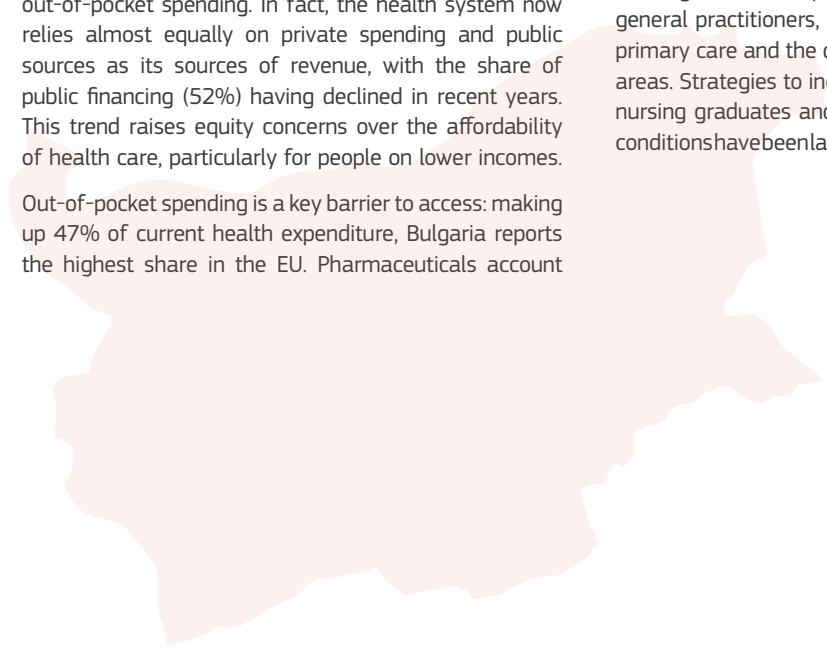 out-of-pocket spending. In fact, the health system now
relies almost equally on private spending and public
sources as its sources of revenue, with the share of
public financing (52%) having declined in recent years.
This trend raises equity concerns over the affordability
of health care, particularly for people on lower incomes.
Out-of-pocket spending is a key barrier to access: making
up 47% of current health expenditure, Bulgaria reports
the highest share in the EU. Pharmaceuticals account
general practitioners,
primary care and the
areas. Strategies to in
nursing graduates and
conditionshavebeenla